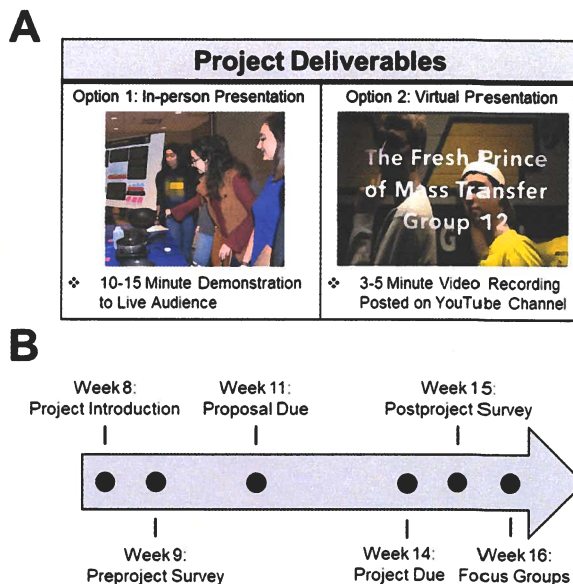 A
Project Deliverables
Option 1: In-person Presentation
❖ 10-15 Minute Demonstration
to Live Audience
Option 2: Virtual Presentation
The Fresh Prince
of Mass Transfer
Group 12
❖ 3-5 Minute Video Recording
Posted on YouTube Channel
B
Week 8:
Project Introduction
Week 11:
Proposal Due
Week 15:
Postproject Survey
Week 9:
Preproject Survey
Week 14:
Project Due
Week 16:
Focus Groups